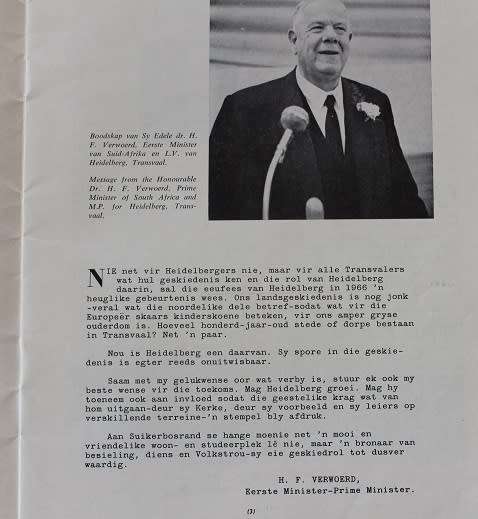 Boodskap van Sy Edele dr. H.
F. Verwoerd, Eerste Minister
van Suid-Afrika en L.V. van
Heidelberg, Transvaal.
Message from the Honourable
Dr. H. F. Verwoerd, Prime
Minister of South Africa and
M.P. for Heidelberg, Trans-
vaal.
NIE net vir Heidelbergers nie, maar vir alle Transvalers
wat hul geskiedenis ken en die rol van Heidelberg
daarin, sal die eeufees van Heidelberg in 1966 'n
heuglike gebeurtenis wees. Ons landsgeskiedenis is nog jonk
-veral wat die noordelike dele betref-sodat wat vir die
Europeër skaars kinderskoene beteken, vir ons amper gryse
ouderdom is. Hoeveel honderd-jaar-oud stede of dorpe bestaan
in Transvaal? Net 'n paar.
Nou is Heidelberg een daarvan. Sy spore in die geskie-
denis is egter reeds onuitwisbaar.
Saam met my gelukwense oor wat verby is, stuur ek ook my
beste wense vir die toekoms. Mag Heidelberg groei. Mag hy
toeneem ook aan invloed sodat die geestelike krag wat van
hom uitgaan-deur sy Kerke, deur sy voorbeeld en sy leiers op
verskillende terreine-'n stempel bly afdruk.
Aan Suikerbosrand se hange moenie net 'n mooi en
vriendelike woon- en studeerplek lê nie, maar 'n bronaar van
besieling, diens en Volkstrou-sy eie geskiedrol tot dusver
waardig.
H. F. VERWOERD,
Eerste Minister-Prime Minister.
(3)